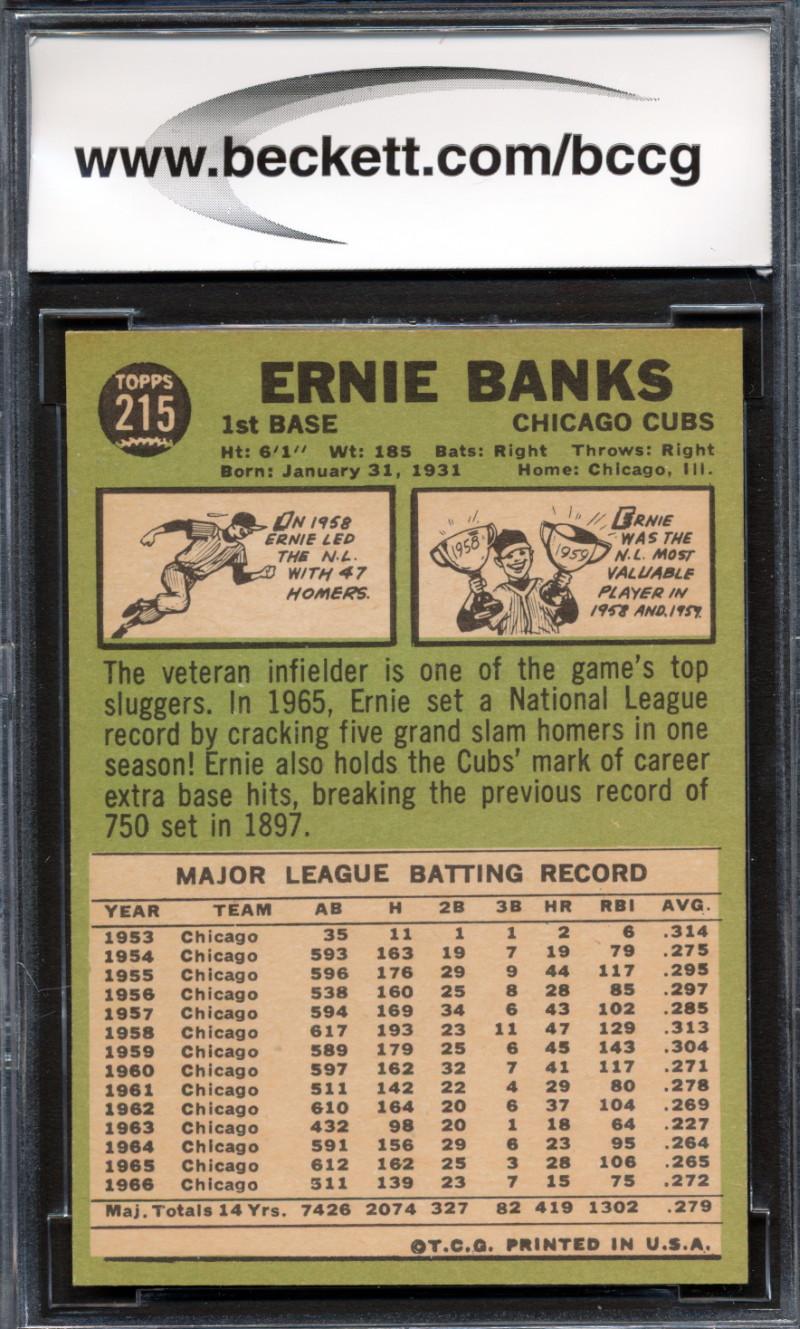 www.beckett.com/bccg
TOPPS
215
ERNIE BANKS
1st BASE CHICAGO CUBS
Ht: 6'1" Wt: 185 Bats: Right Throws: Right
Born: January 31, 1931 Home: Chicago, Ill.
IN 1958
ERNIE LED
THE N.L.
WITH 47
HOMERS.
1958
1959
ERNIE
WAS THE
N.L. MOST
VALUABLE
PLAYER IN
1958 AND 1959.
The veteran infielder is one of the game's top
sluggers. In 1965, Ernie set a National League
record by cracking five grand slam homers in one
season! Ernie also holds the Cubs' mark of career
extra base hits, breaking the previous record of
750 set in 1897.
MAJOR LEAGUE BATTING RECORD
YEAR TEAM AB H 2B 3B HR RBI AVG.
1953 Chicago 35 11 1 1 2 6 .314
1954 Chicago 593 163 19 7 19 79 .275
1955 Chicago 596 176 29 9 44 117 .295
1956 Chicago 538 160 25 8 28 85 .297
1957 Chicago 594 169 34 6 43 102 .285
1958 Chicago 617 193 23 11 47 129 .313
1959 Chicago 589 179 25 6 45 143 .304
1960 Chicago 597 162 32 7 41 117 .271
1961 Chicago 511 142 22 4 29 80 .278
1962 Chicago 610 164 20 6 37 104 .269
1963 Chicago 432 98 20 1 18 64 .227
1964 Chicago 591 156 29 6 23 95 .264
1965 Chicago 612 162 25 3 28 106 .265
1966 Chicago 511 139 23 7 15 75 .272
Maj. Totals 14 Yrs. 7426 2074 327 82 419 1302 .279
©T.C.G. PRINTED IN U.S.A.